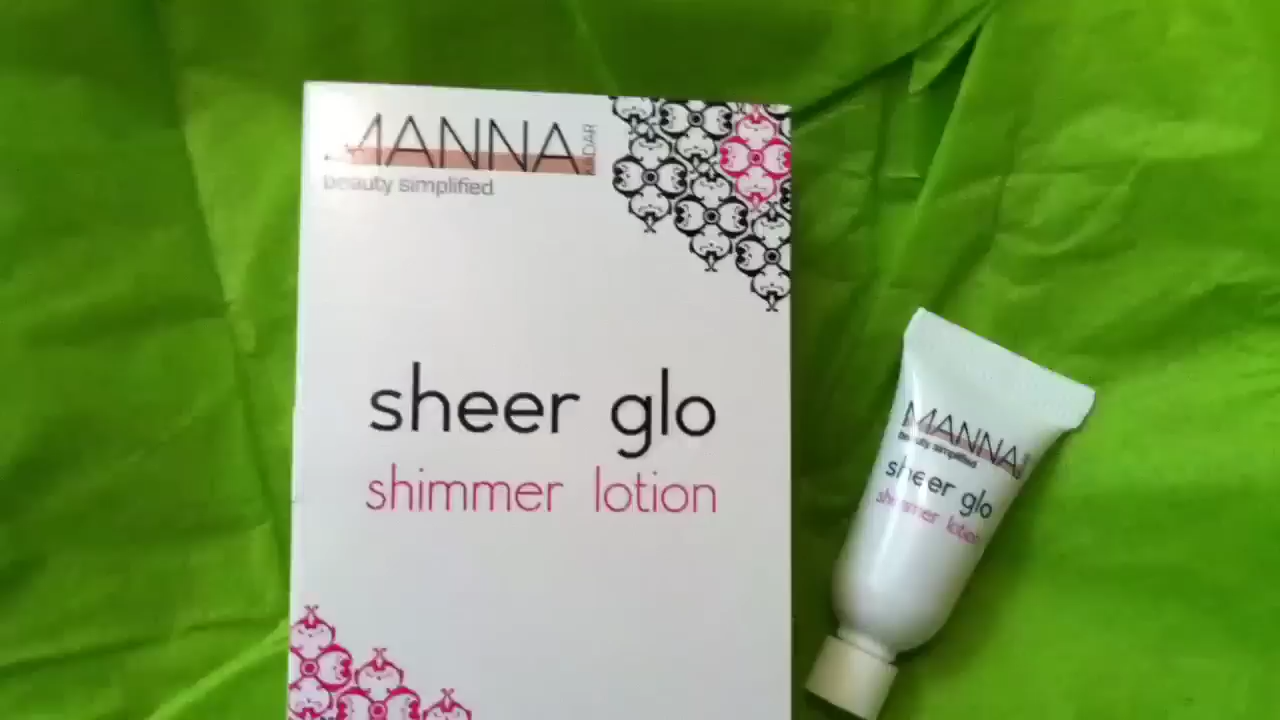 MANNA
beauty simplified
sheer glo
shimmer lotion
MANNA
beauty simplified
sheer glo
shimmer lotion